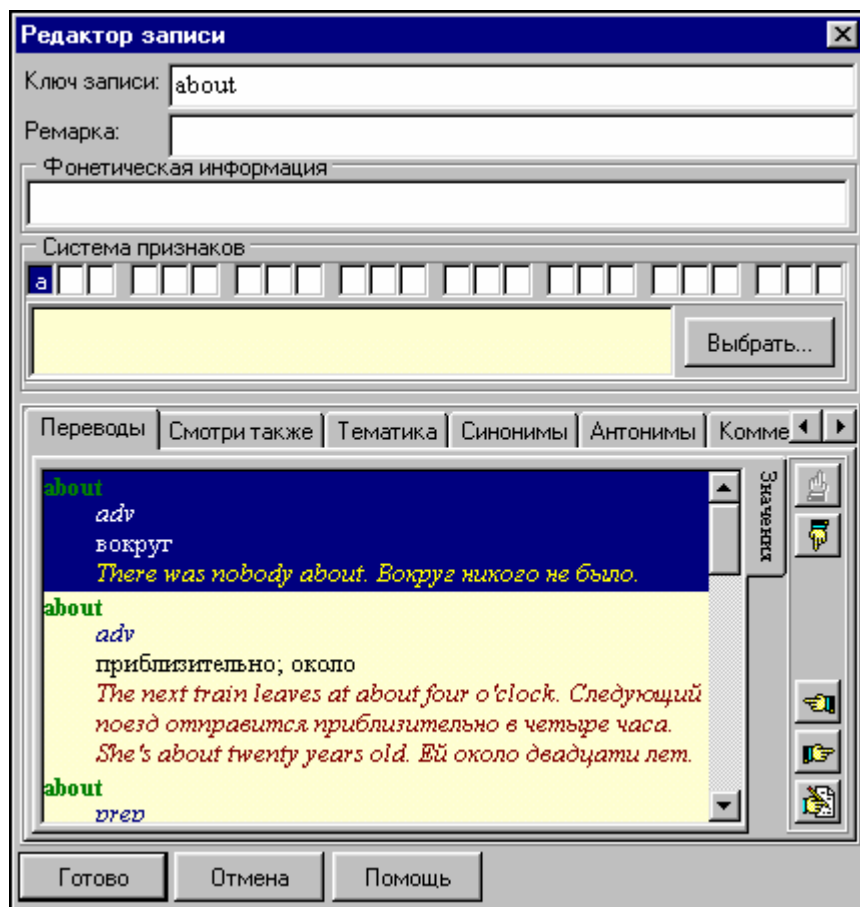 Редактор записи
Ключ записи: about
Ремарка:
Фонетическая информация
Система признаков
a
Выбрать...
Переводы Смотри также Тематика Синонимы Антонимы Комме
Значения
about
adv
вокруг
There was nobody about. Вокруг никого не было.
about
adv
приблизительно; около
The next train leaves at about four o'clock. Следующий
поезд отправится приблизительно в четыре часа.
She's about twenty years old. Ей около двадцати лет.
about
prep
Готово Отмена Помощь